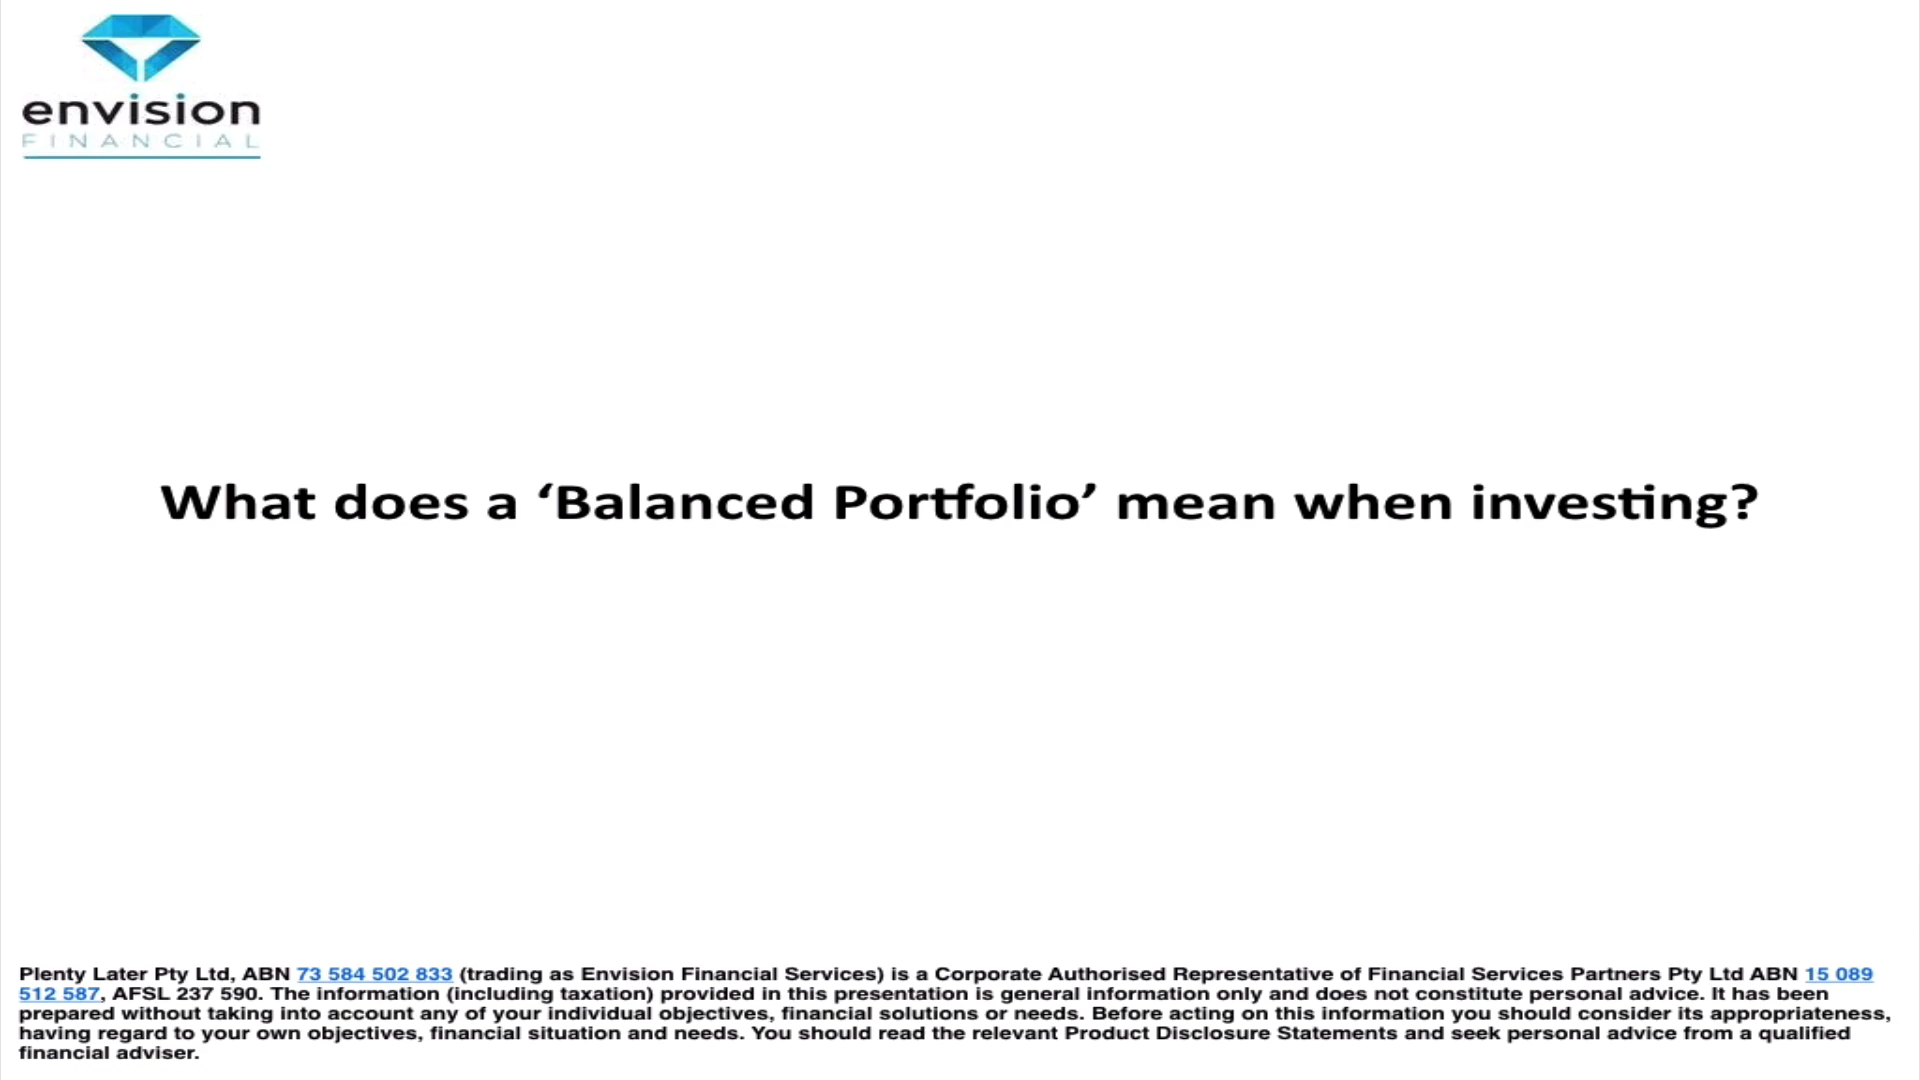 envision
FINANCIAL
What does a ‘Balanced Portfolio’ mean when investing?
Plenty Later Pty Ltd, ABN 73 584 502 833 (trading as Envision Financial Services) is a Corporate Authorised Representative of Financial Services Partners Pty Ltd ABN 15 089
512 587, AFSL 237 590. The information (including taxation) provided in this presentation is general information only and does not constitute personal advice. It has been
prepared without taking into account any of your individual objectives, financial solutions or needs. Before acting on this information you should consider its appropriateness,
having regard to your own objectives, financial situation and needs. You should read the relevant Product Disclosure Statements and seek personal advice from a qualified
financial adviser.